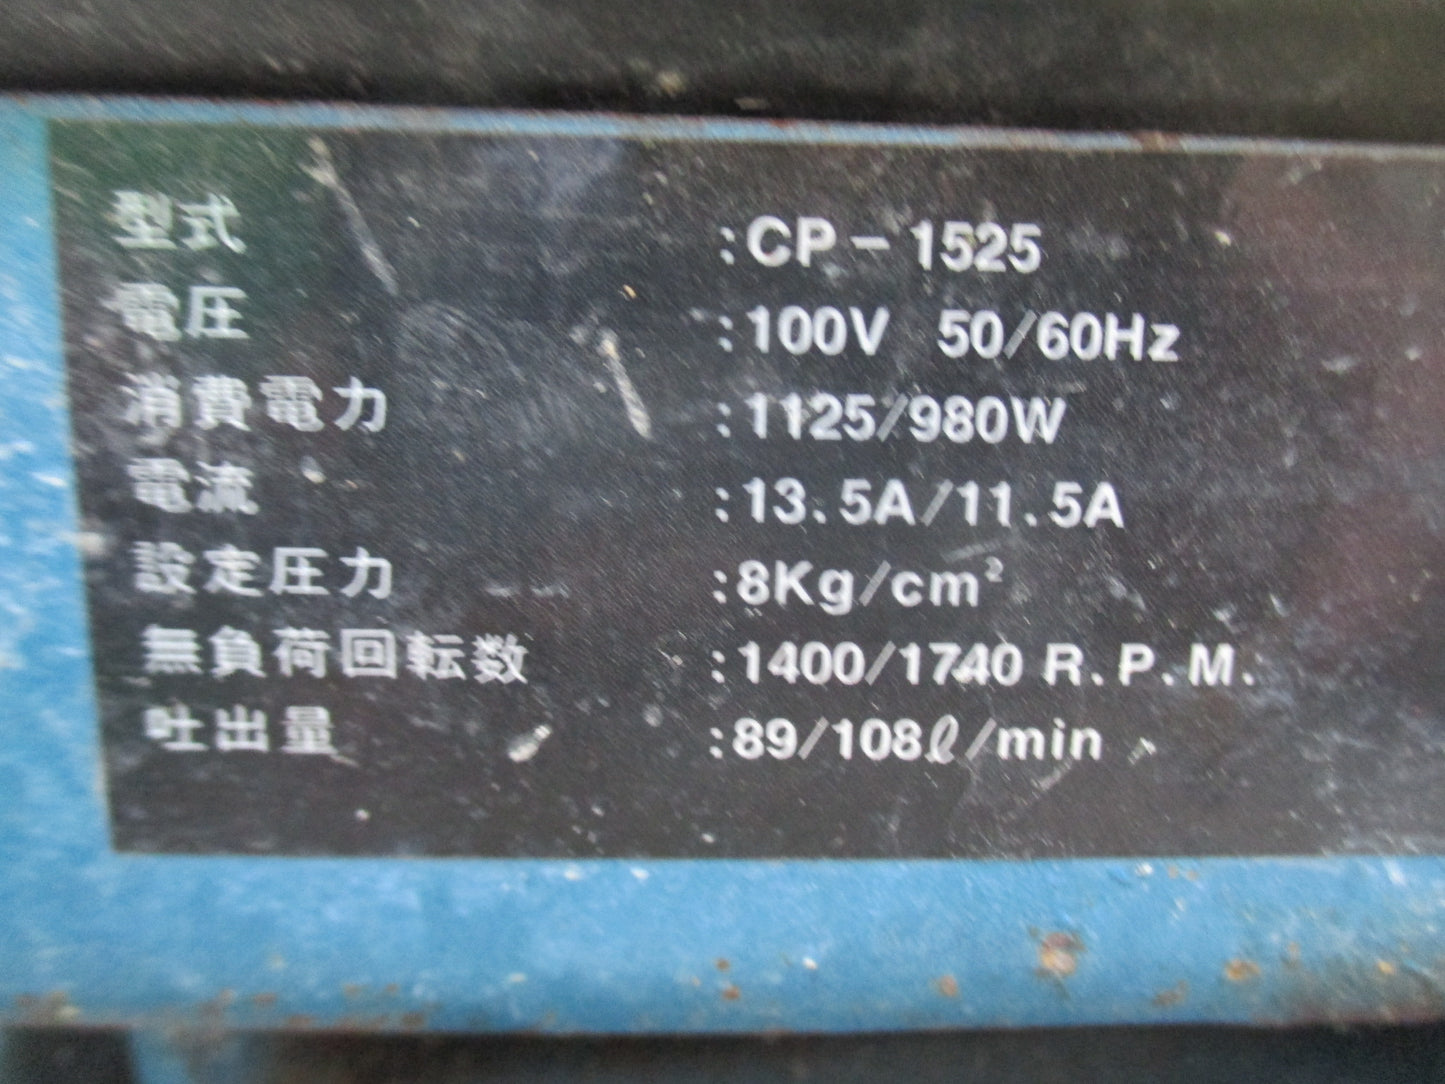 型式 :CP-1525
電圧 :100V 50/60Hz
消費電力 :1125/980W
電流 :13.5A/11.5A
設定圧力 :8Kg/cm²
無負荷回転数 :1400/1740 R.P.M.
吐出量 :89/108ℓ/min